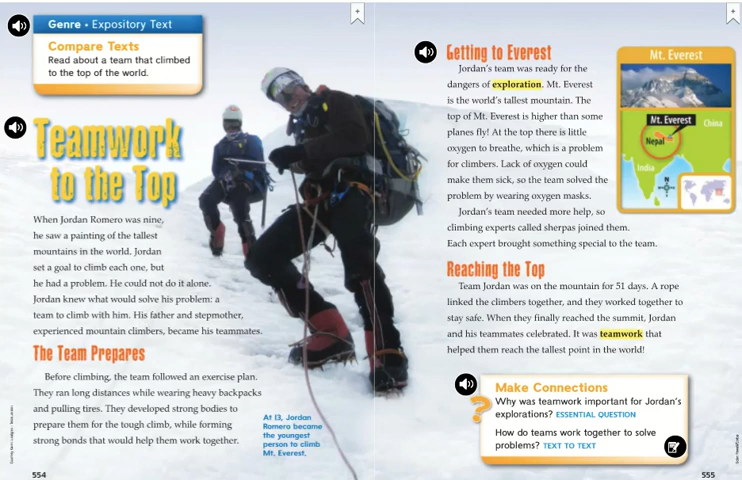 Genre • Expository Text
Compare Texts
Read about a team that climbed
to the top of the world.
Teamwork
to the Top
When Jordan Romero was nine,
he saw a painting of the tallest
mountains in the world. Jordan
set a goal to climb each one, but
he had a problem. He could not do it alone.
Jordan knew what would solve his problem: a
team to climb with him. His father and stepmother,
experienced mountain climbers, became his teammates.
The Team Prepares
Before climbing, the team followed an exercise plan.
They ran long distances while wearing heavy backpacks
and pulling tires. They developed strong bodies to
prepare them for the tough climb, while forming
strong bonds that would help them work together.
At 13, Jordan
Romero became
the youngest
person to climb
Mt. Everest.
554
Getting to Everest
Jordan's team was ready for the
dangers of exploration. Mt. Everest
is the world's tallest mountain. The
top of Mt. Everest is higher than some
planes fly! At the top there is little
oxygen to breathe, which is a problem
for climbers. Lack of oxygen could
make them sick, so the team solved the
problem by wearing oxygen masks.
Jordan's team needed more help, so
climbing experts called sherpas joined them.
Each expert brought something special to the team.
Mt. Everest
Mt. Everest
China
Nepal
India
N
Reaching the Top
Team Jordan was on the mountain for 51 days. A rope
linked the climbers together, and they worked together to
stay safe. When they finally reached the summit, Jordan
and his teammates celebrated. It was teamwork that
helped them reach the tallest point in the world!
Make Connections
Why was teamwork important for Jordan's
explorations? ESSENTIAL QUESTION
How do teams work together to solve
problems? TEXT TO TEXT
?
555